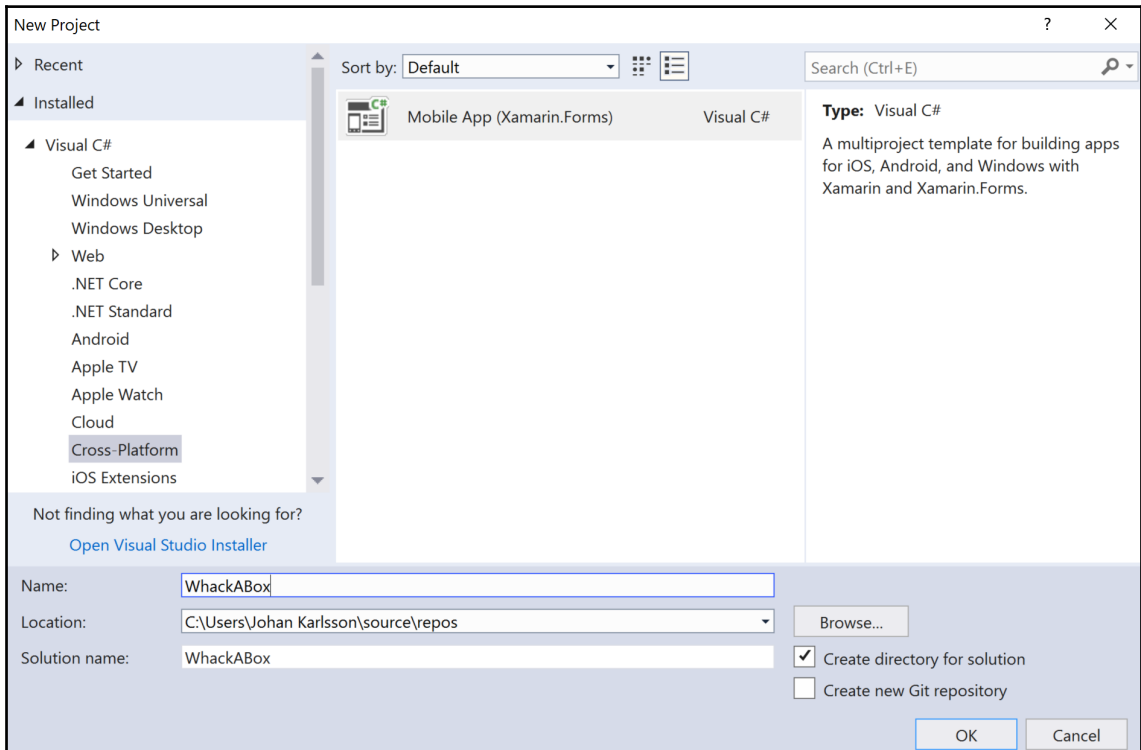 New Project
?
Recent
Installed
Visual C#
Get Started
Windows Universal
Windows Desktop
Web
.NET Core
.NET Standard
Android
Apple TV
Apple Watch
Cloud
Cross-Platform
iOS Extensions
Not finding what you are looking for?
Open Visual Studio Installer
Sort by: Default
C#
Mobile App (Xamarin.Forms) Visual C#
Search (Ctrl+E)
Type: Visual C#
A multiproject template for building apps
for iOS, Android, and Windows with
Xamarin and Xamarin.Forms.
Name: WhackABox
Location: C:\Users\Johan Karlsson\source\repos
Browse...
Solution name: WhackABox
Create directory for solution
Create new Git repository
OK Cancel